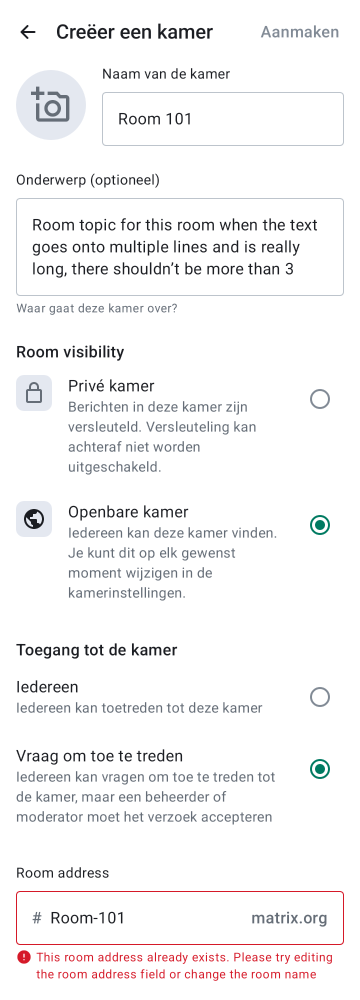 Creëer een kamer
Aanmaken
Naam van de kamer
Room 101
Onderwerp (optioneel)
Room topic for this room when the text
goes onto multiple lines and is really
long, there shouldn’t be more than 3
Waar gaat deze kamer over?
Room visibility
Privé kamer
Berichten in deze kamer zijn
versleuteld. Versleuteling kan
achteraf niet worden
uitgeschakeld.
Openbare kamer
Iedereen kan deze kamer vinden.
Je kunt dit op elk gewenst
moment wijzigen in de
kamerinstellingen.
Toegang tot de kamer
Iedereen
Iedereen kan toetreden tot deze kamer
Vraag om toe te treden
Iedereen kan vragen om toe te treden tot
de kamer, maar een beheerder of
moderator moet het verzoek accepteren
Room address
# Room-101 matrix.org
This room address already exists. Please try editing
the room address field or change the room name